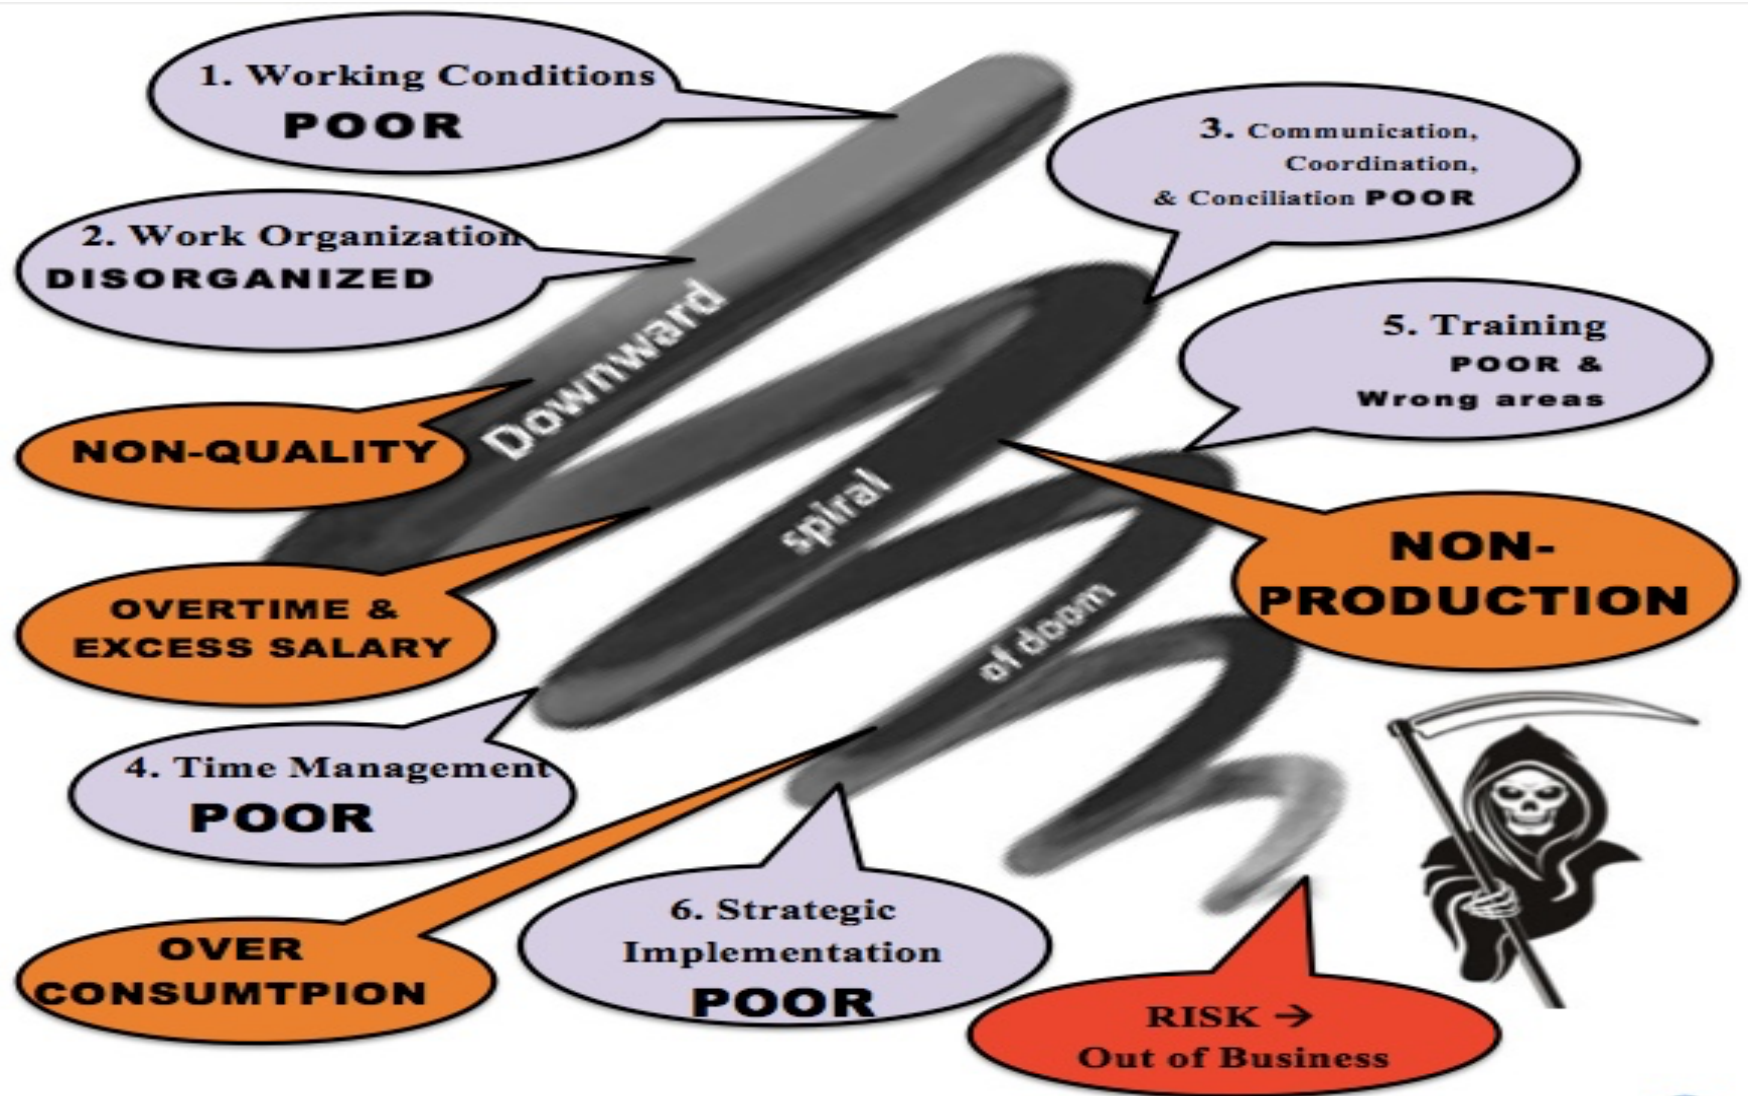 1. Working Conditions
POOR
2. Work Organization
DISORGANIZED
3. Communication,
Coordination,
& Conciliation POOR
5. Training
POOR &
Wrong areas
Downward
spiral
of doom
NON-QUALITY
NON-
PRODUCTION
OVERTIME &
EXCESS SALARY
4. Time Management
POOR
OVER
CONSUMTPION
6. Strategic
Implementation
POOR
RISK →
Out of Business